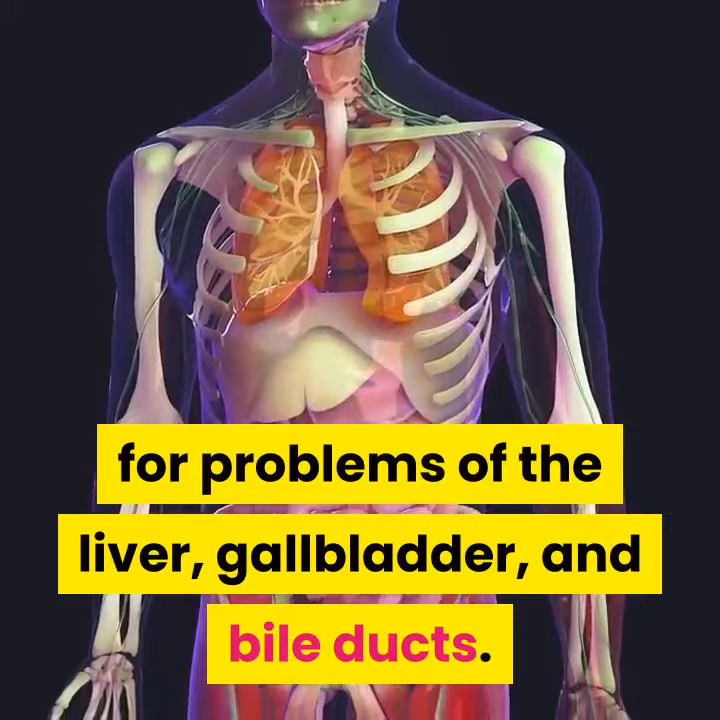 for problems of the
liver, gallbladder, and
bile ducts.